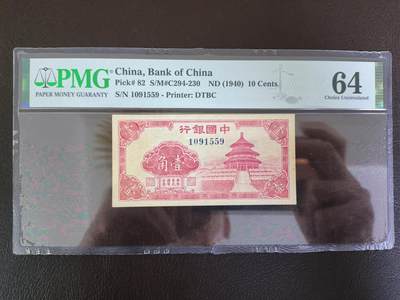 PMG
PAPER MONEY GUARANTY
China, Bank of China
Pick# 82 S/M#C294-230 ND (1940) 10 Cents
S/N 1091559 - Printer: DTBC
64
Choice Uncirculated
行銀國中
1091559
角壹